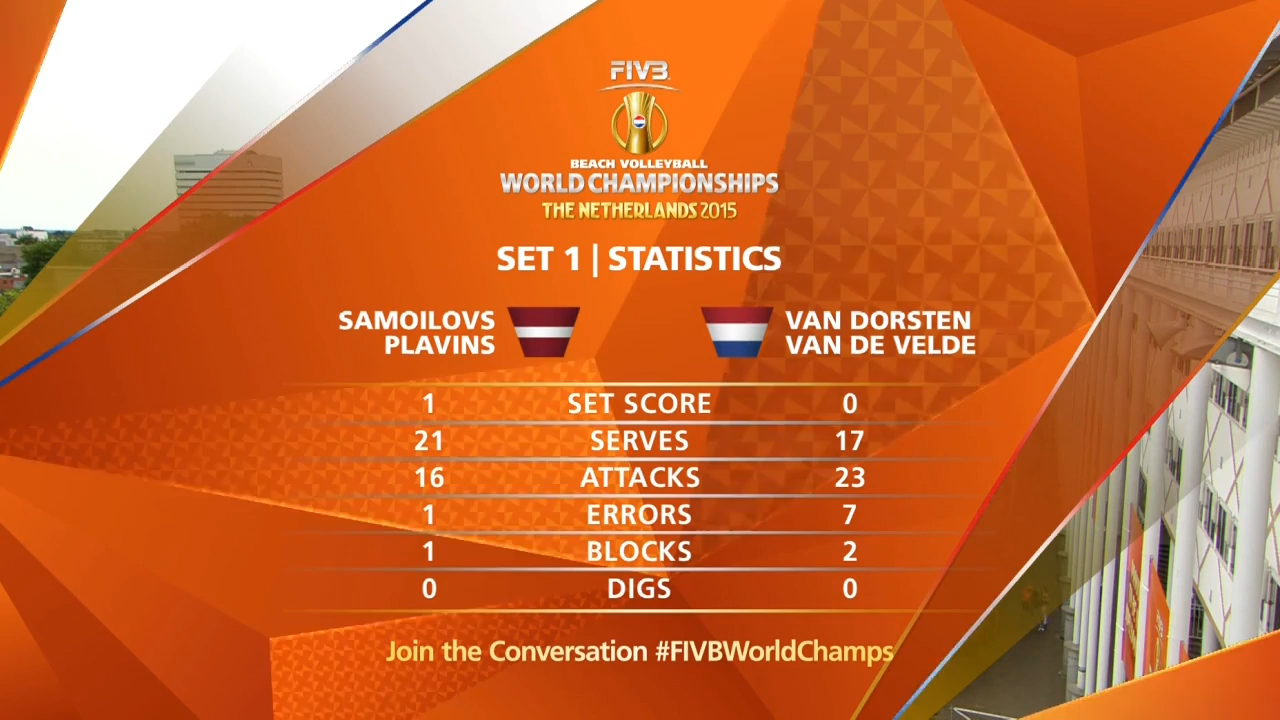 FIVB
BEACH VOLLEYBALL
WORLD CHAMPIONSHIPS
THE NETHERLANDS 2015
SET 1 | STATISTICS
SAMOILOVS
PLAVINS
VAN DORSTEN
VAN DE VELDE
1 SET SCORE 0
21 SERVES 17
16 ATTACKS 23
1 ERRORS 7
1 BLOCKS 2
0 DIGS 0
Join the Conversation #FIVBWorldChamps